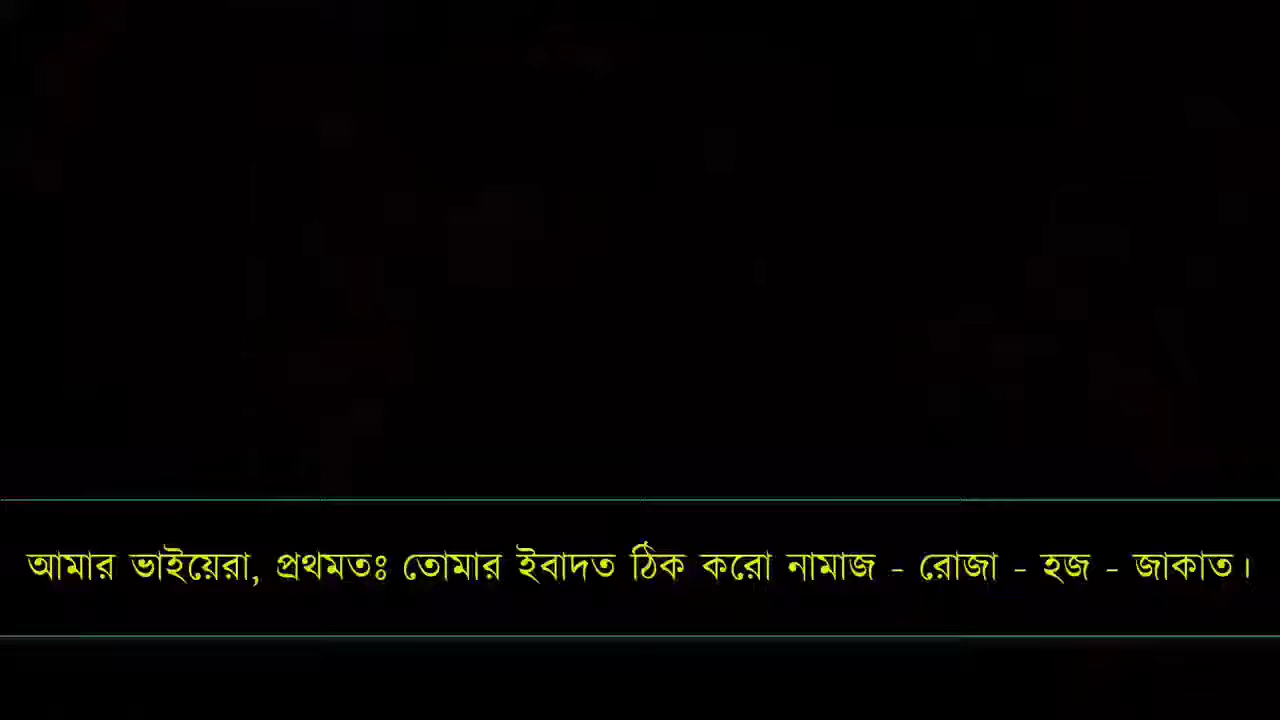 আমার ভাইয়েরা, প্রথমতঃ তোমার ইবাদত ঠিক করো নামাজ - রোজা - হজ - জাকাত।